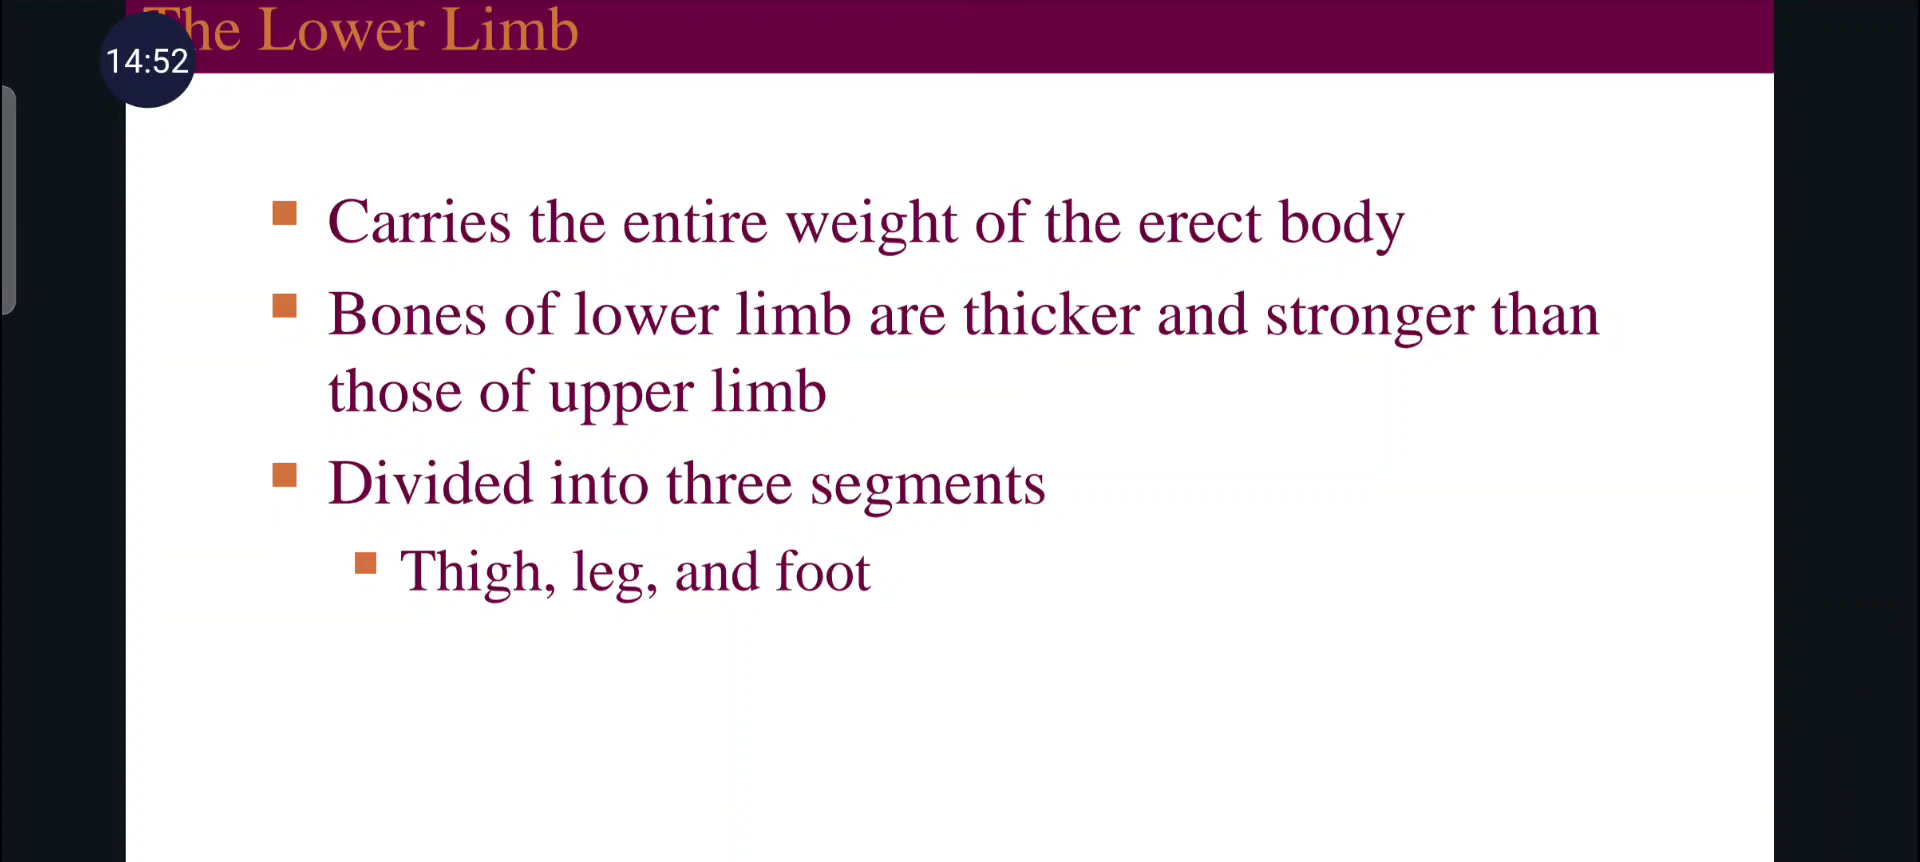 The Lower Limb
14:52
Carries the entire weight of the erect body
Bones of lower limb are thicker and stronger than
those of upper limb
Divided into three segments
Thigh, leg, and foot